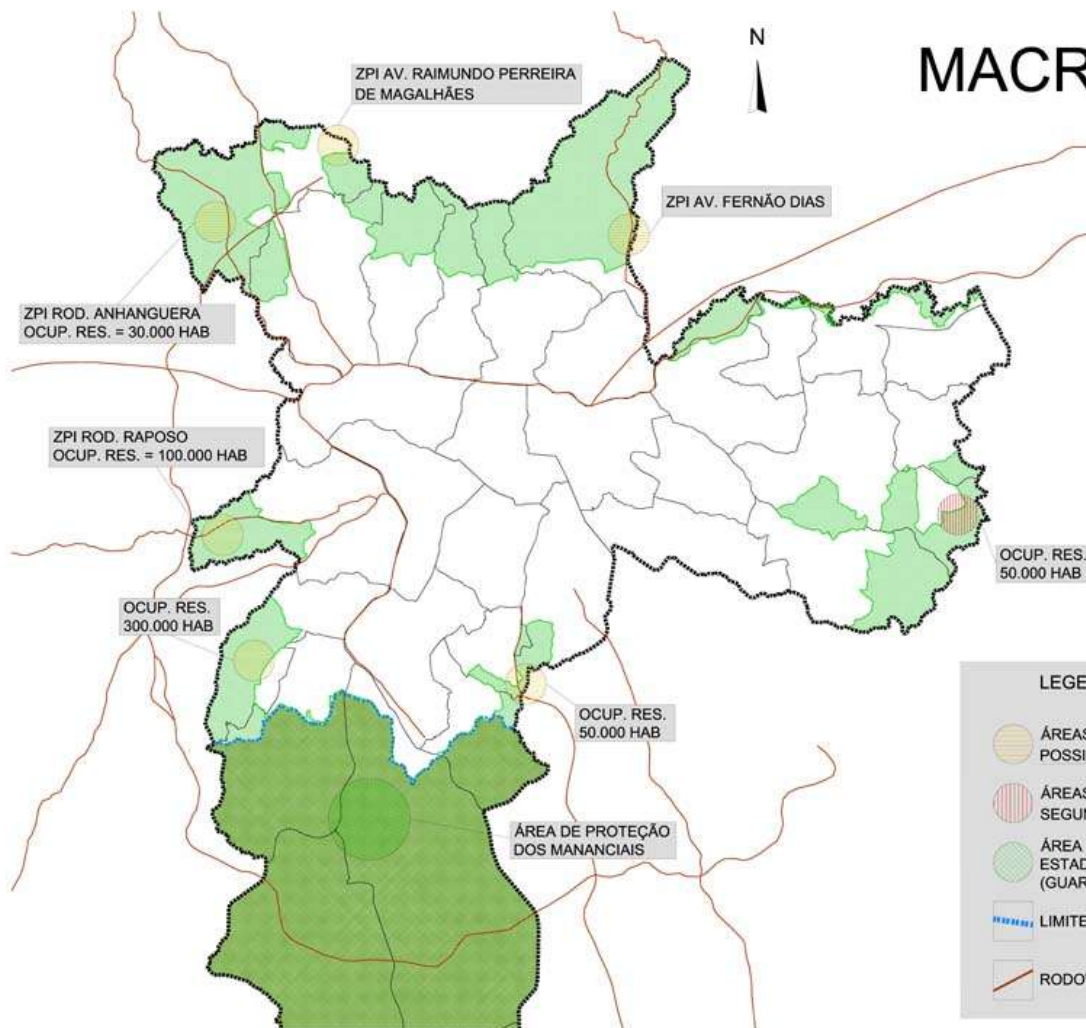 N
MACR
ZPI AV. RAIMUNDO PERREIRA
DE MAGALHÃES
ZPI AV. FERNÃO DIAS
ZPI ROD. ANHANGUERA
OCUP. RES. = 30.000 HAB
ZPI ROD. RAPOSO
OCUP. RES. = 100.000 HAB
OCUP. RES.
50.000 HAB
OCUP. RES.
300.000 HAB
OCUP. RES.
50.000 HAB
ÁREA DE PROTEÇÃO
DOS MANANCIAIS
LEGE
ÁREAS
POSSI
ÁREAS
SEGUN
ÁREA
ESTAD
(GUAR
LIMITE
RODO